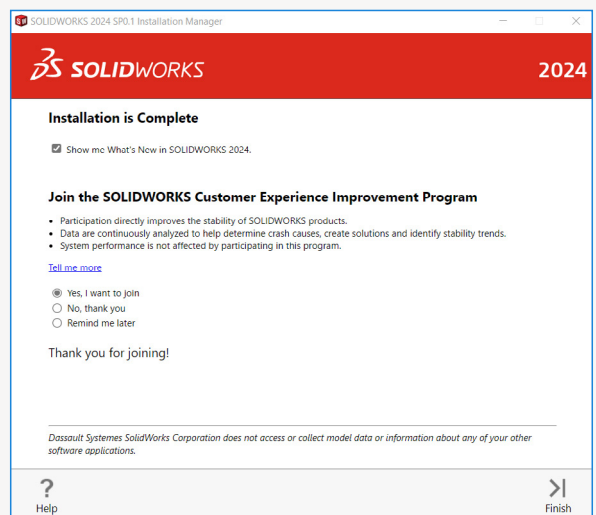 SOLIDWORKS 2024 SP0.1 Installation Manager
SOLIDWORKS
2024
Installation is Complete
Show me What's New in SOLIDWORKS 2024.
Join the SOLIDWORKS Customer Experience Improvement Program
• Participation directly improves the stability of SOLIDWORKS products.
• Data are continuously analyzed to help determine crash causes, create solutions and identify stability trends.
• System performance is not affected by participating in this program.
Tell me more
Yes, I want to join
No, thank you
Remind me later
Thank you for joining!
Dassault Systemes SolidWorks Corporation does not access or collect model data or information about any of your other
software applications.
?
Help
Finish